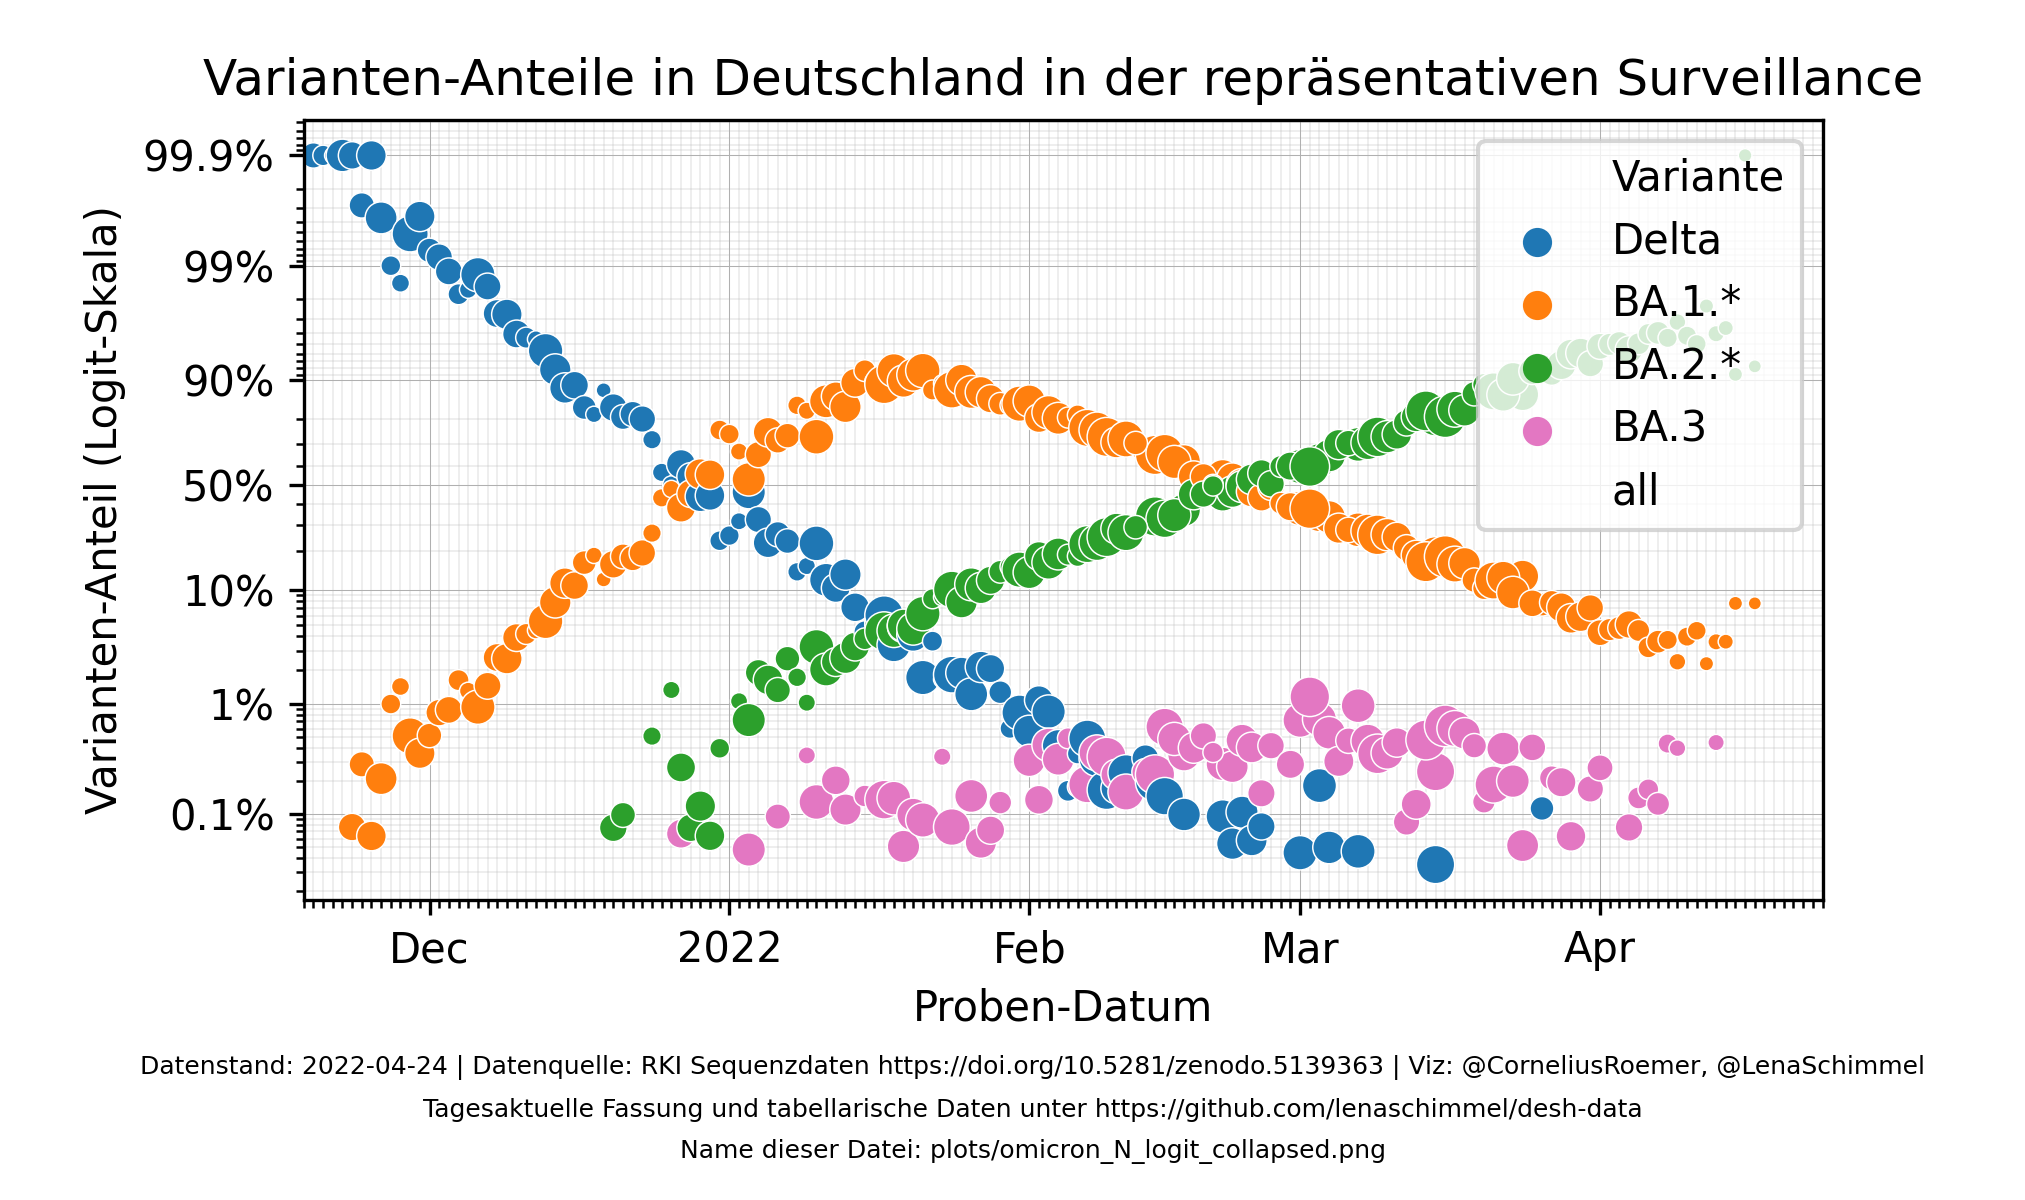 Varianten-Anteile in Deutschland in der repräsentativen Surveillance
Varianten-Anteil (Logit-Skala)
99.9%
99%
90%
50%
10%
1%
0.1%
Variante
Delta
BA.1.*
BA.2.*
BA.3
all
Dec
2022
Feb
Mar
Apr
Proben-Datum
Datenstand: 2022-04-24 | Datenquelle: RKI Sequenzdaten https://doi.org/10.5281/zenodo.5139363 | Viz: @CorneliusRoemer, @LenaSchimmel
Tagesaktuelle Fassung und tabellarische Daten unter https://github.com/lenaschimmel/desh-data
Name dieser Datei: plots/omicron_N_logit_collapsed.png